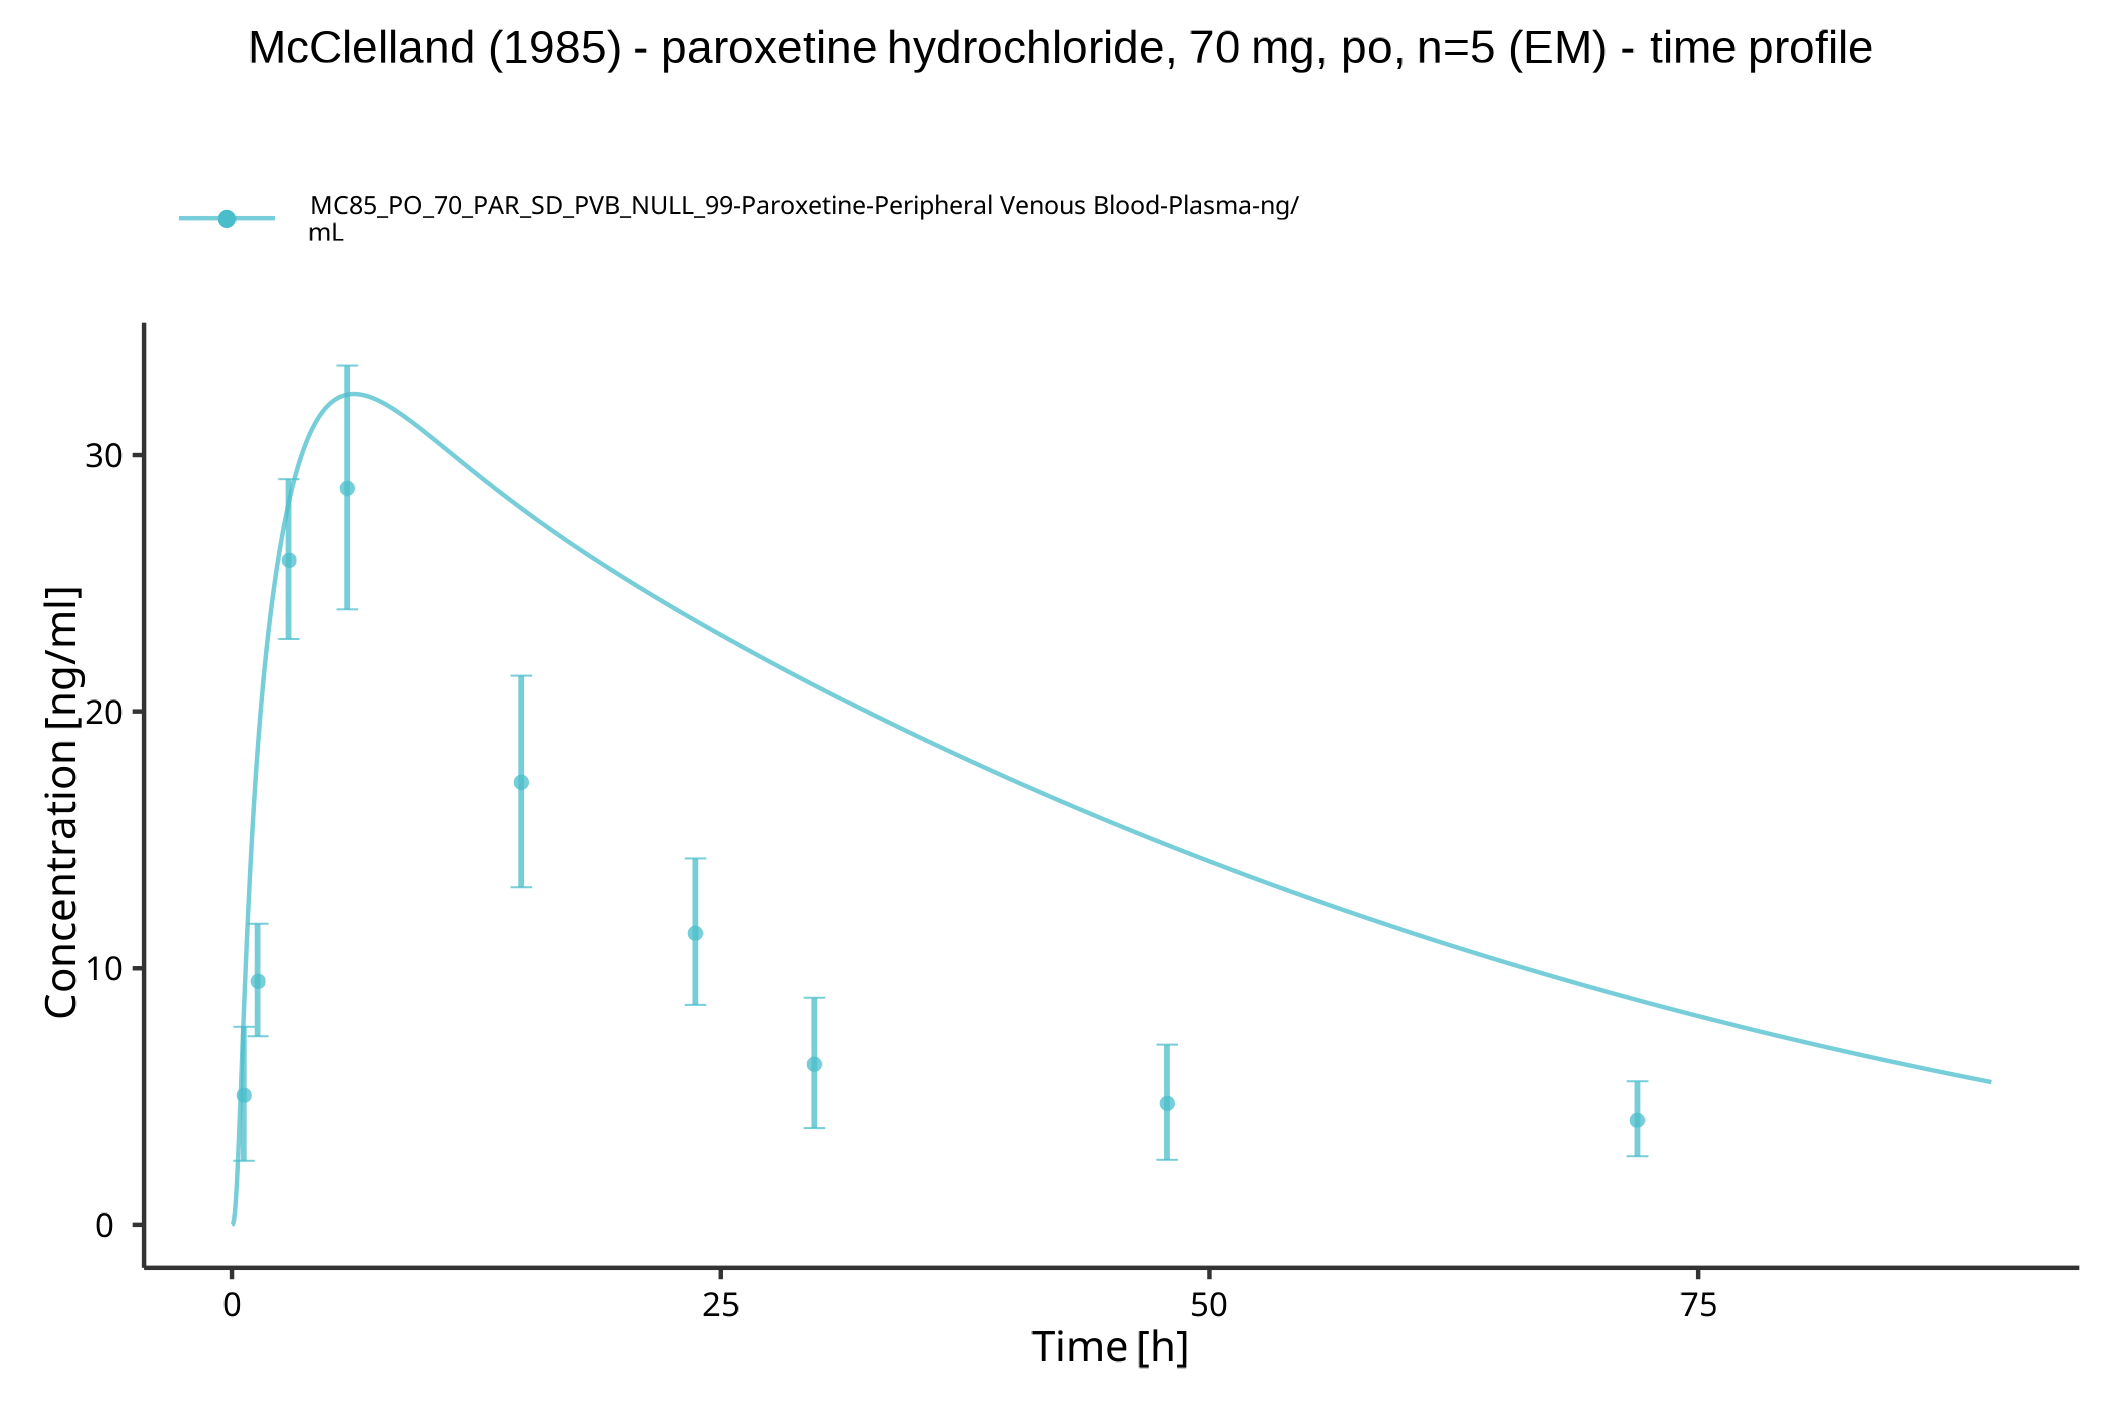 McClelland (1985) - paroxetine hydrochloride, 70 mg, po, n=5 (EM) - time profile
MC85_PO_70_PAR_SD_PVB_NULL_99-Paroxetine-Peripheral Venous Blood-Plasma-ng/
mL
Concentration [ng/ml]
30
20
10
0
0 25 50 75
Time [h]